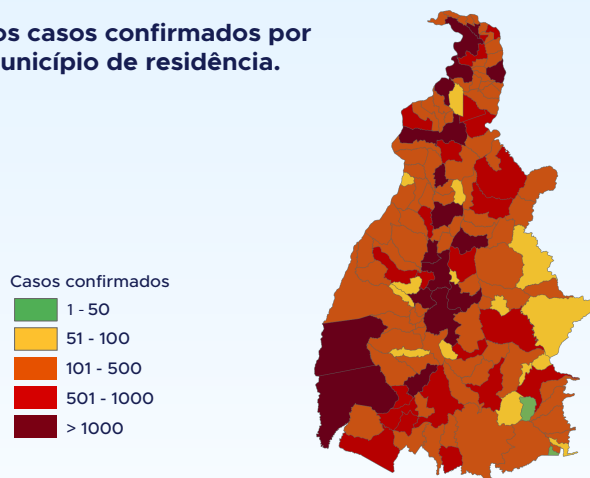 os casos confirmados por
unicípio de residência.
Casos confirmados
1 - 50
51 - 100
101 - 500
501 - 1000
> 1000